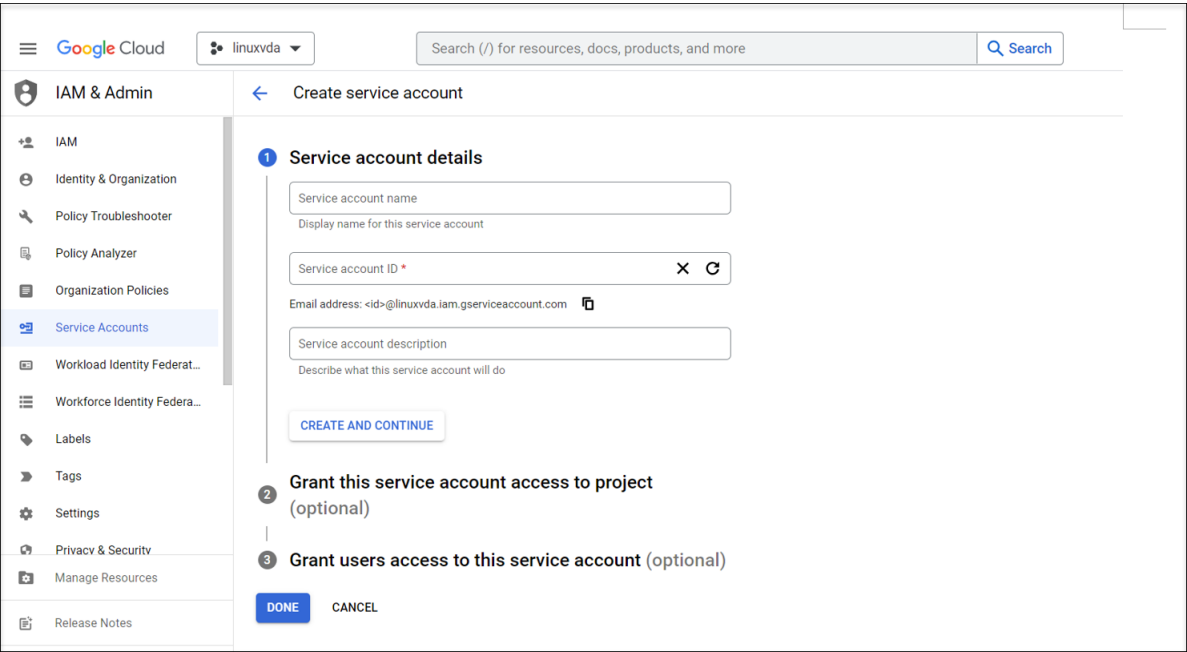 Google Cloud
linuxvda
Search (/) for resources, docs, products, and more
Search
IAM & Admin
Create service account
IAM
Identity & Organization
Policy Troubleshooter
Policy Analyzer
Organization Policies
Service Accounts
Workload Identity Federat...
Workforce Identity Federa...
Labels
Tags
Settings
Privacy & Security
Manage Resources
Release Notes
1 Service account details
Service account name
Display name for this service account
Service account ID *
Email address: <id>@linuxvda.iam.gserviceaccount.com
Service account description
Describe what this service account will do
CREATE AND CONTINUE
2 Grant this service account access to project
(optional)
3 Grant users access to this service account (optional)
DONE CANCEL